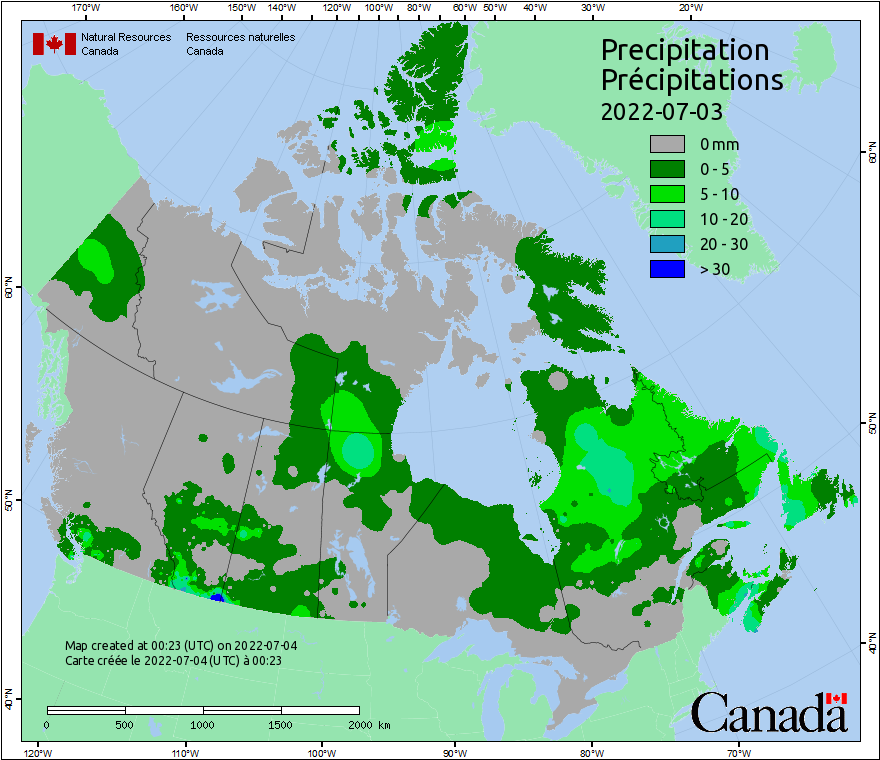 170°W 160°W 150°W 140°W 120°W 100°W 80°W 60°W 50°W 40°W 30°W 20°W
Natural Resources Ressources naturelles
Canada Canada
Precipitation
Précipitations
2022-07-03
0 mm
0 - 5
5 - 10
10 - 20
20 - 30
> 30
60°N
60°N
50°N
50°N
40°N
40°N
Map created at 00:23 (UTC) on 2022-07-04
Carte créée le 2022-07-04 (UTC) à 00:23
0 500 1000 1500 2000 km
Canada
120°W 110°W 100°W 90°W 80°W 70°W